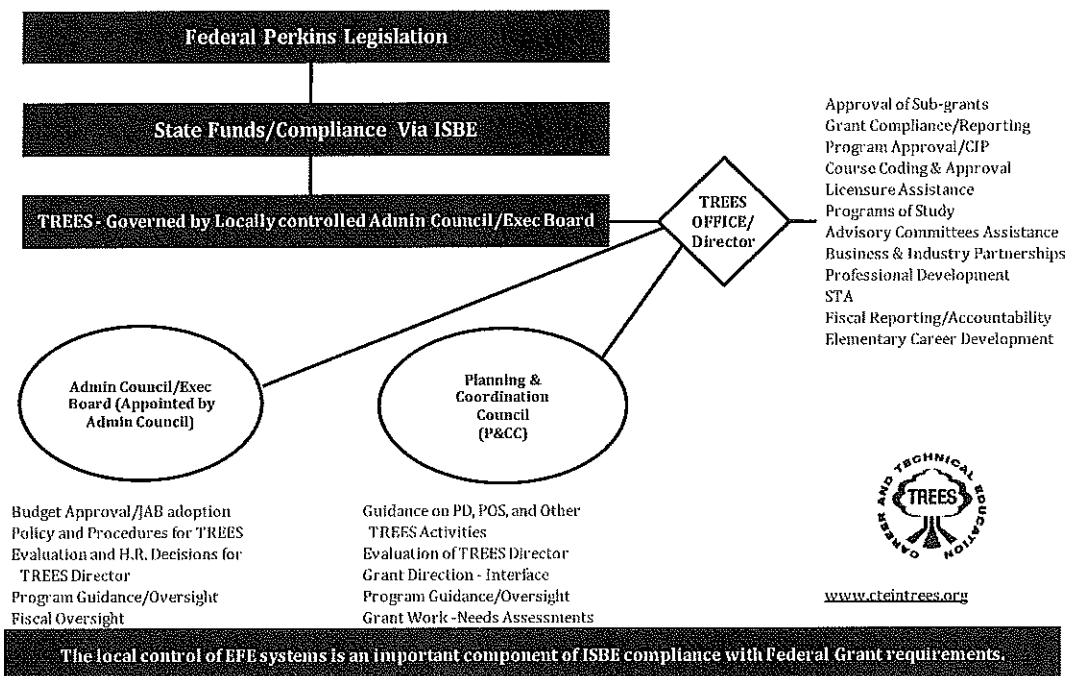 Federal Perkins Legislation
State Funds/Compliance Via ISBE
TREES - Governed by Locally controlled Admin Council/Exec Board
TREES
OFFICE/
Director
Approval of Sub-grants
Grant Compliance/Reporting
Program Approval/CIP
Course Coding & Approval
Licensure Assistance
Programs of Study
Advisory Committees Assistance
Business & Industry Partnerships
Professional Development
STA
Fiscal Reporting/Accountability
Elementary Career Development
Admin Council/Exec
Board (Appointed by
Admin Council)
Planning &
Coordination
Council
(P&CC)
Budget Approval/JAB adoption
Policy and Procedures for TREES
Evaluation and H.R. Decisions for
TREES Director
Program Guidance/Oversight
Fiscal Oversight
Guidance on PD, POS, and Other
TREES Activities
Evaluation of TREES Director
Grant Direction - Interface
Program Guidance/Oversight
Grant Work -Needs Assessments
CAREER AND TECHNICAL EDUCATION
TREES
www.cteintrees.org
The local control of EFE systems is an important component of ISBE compliance with Federal Grant requirements.